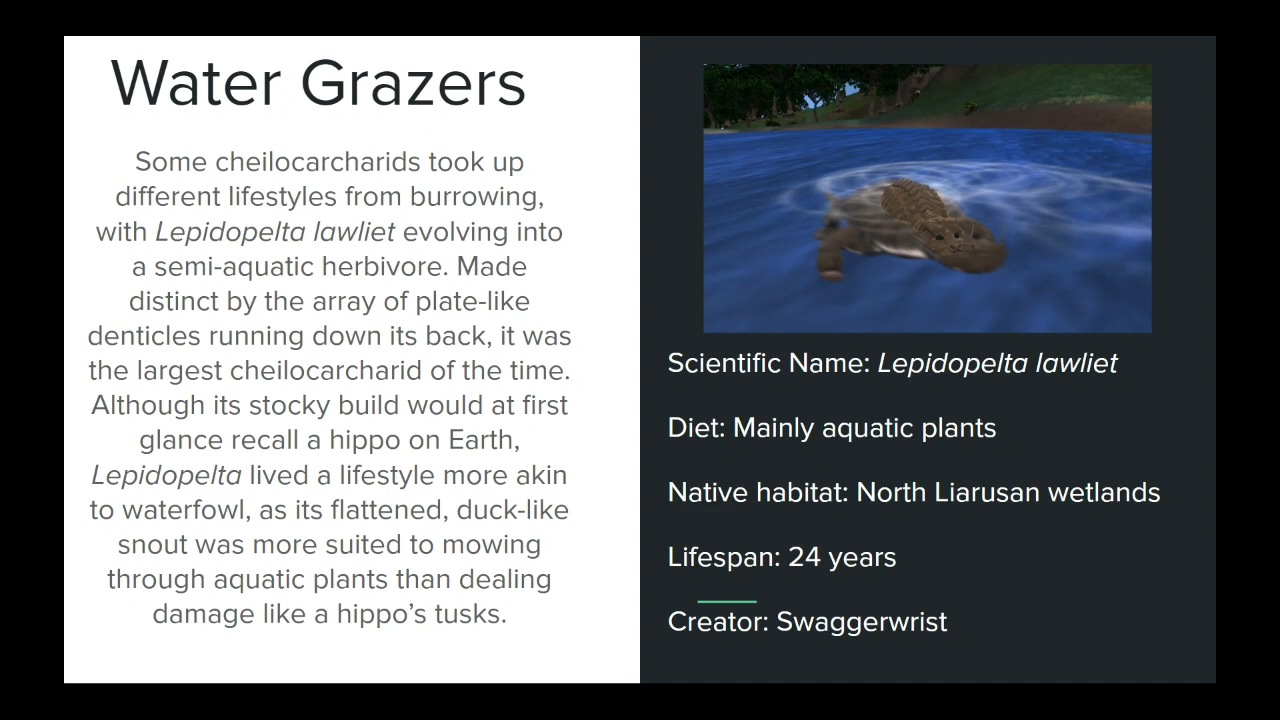 Water Grazers
Some cheilocarcharids took up
different lifestyles from burrowing,
with Lepidopelta lawliet evolving into
a semi-aquatic herbivore. Made
distinct by the array of plate-like
denticles running down its back, it was
the largest cheilocarcharid of the time.
Although its stocky build would at first
glance recall a hippo on Earth,
Lepidopelta lived a lifestyle more akin
to waterfowl, as its flattened, duck-like
snout was more suited to mowing
through aquatic plants than dealing
damage like a hippo’s tusks.
Scientific Name: Lepidopelta lawliet
Diet: Mainly aquatic plants
Native habitat: North Liarusan wetlands
Lifespan: 24 years
Creator: Swaggerwrist